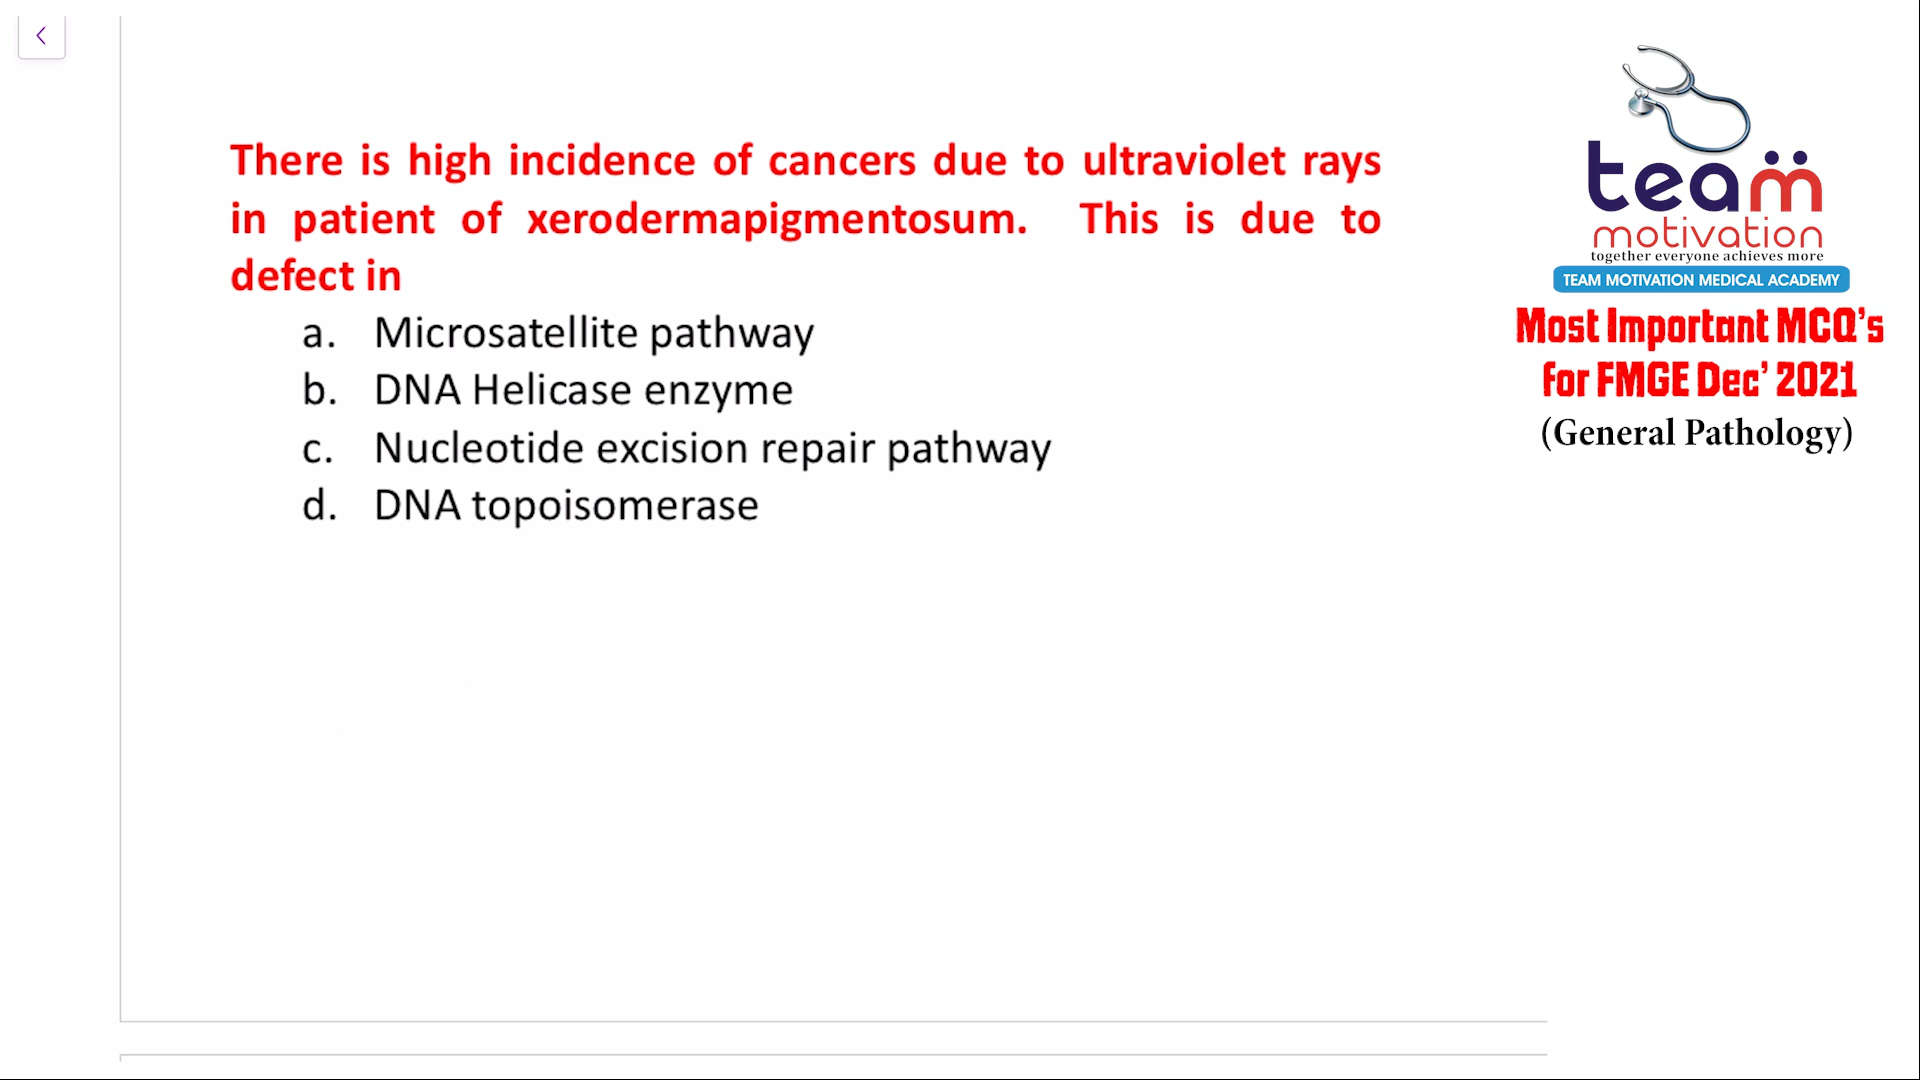 There is high incidence of cancers due to ultraviolet rays
in patient of xerodermapigmentosum. This is due to
defect in
a. Microsatellite pathway
b. DNA Helicase enzyme
c. Nucleotide excision repair pathway
d. DNA topoisomerase
team
motivation
together everyone achieves more
TEAM MOTIVATION MEDICAL ACADEMY
Most Important MCQ's
for FMGE Dec' 2021
(General Pathology)